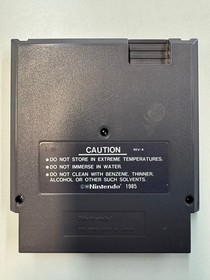 CAUTION
REV-A
●DO NOT STORE IN EXTREME TEMPERATURES.
●DO NOT IMMERSE IN WATER.
●DO NOT CLEAN WITH BENZENE, THINNER,
ALCOHOL OR OTHER SUCH SOLVENTS.
©®Nintendo® 1985